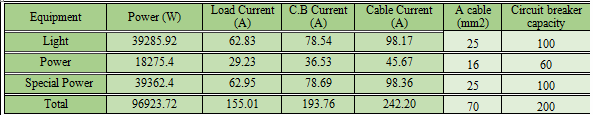 Equipment Power (W) Load Current (A) C.B Current (A) Cable Current (A) A cable (mm2) Circuit breaker capacity
Light 39285.92 62.83 78.54 98.17 25 100
Power 18275.4 29.23 36.53 45.67 16 60
Special Power 39362.4 62.95 78.69 98.36 25 100
Total 96923.72 155.01 193.76 242.20 70 200